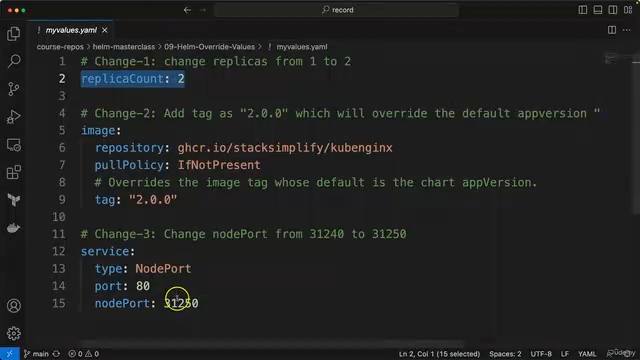 record
myvalues.yaml
course-repos > helm-masterclass > 09-Helm-Override-Values > myvalues.yaml
1 # Change-1: change replicas from 1 to 2
2 replicaCount: 2
3
4 # Change-2: Add tag as "2.0.0" which will override the default appversion "
5 image:
6 repository: ghcr.io/stacksimplify/kubenginx
7 pullPolicy: IfNotPresent
8 # Overrides the image tag whose default is the chart appVersion.
9 tag: "2.0.0"
10
11 # Change-3: Change nodePort from 31240 to 31250
12 service:
13 type: NodePort
14 port: 80
15 nodePort: 31250
main 0 0 Ln 2, Col 1 (15 selected) Spaces: 2 UTF-8 LF YAML
Udemy